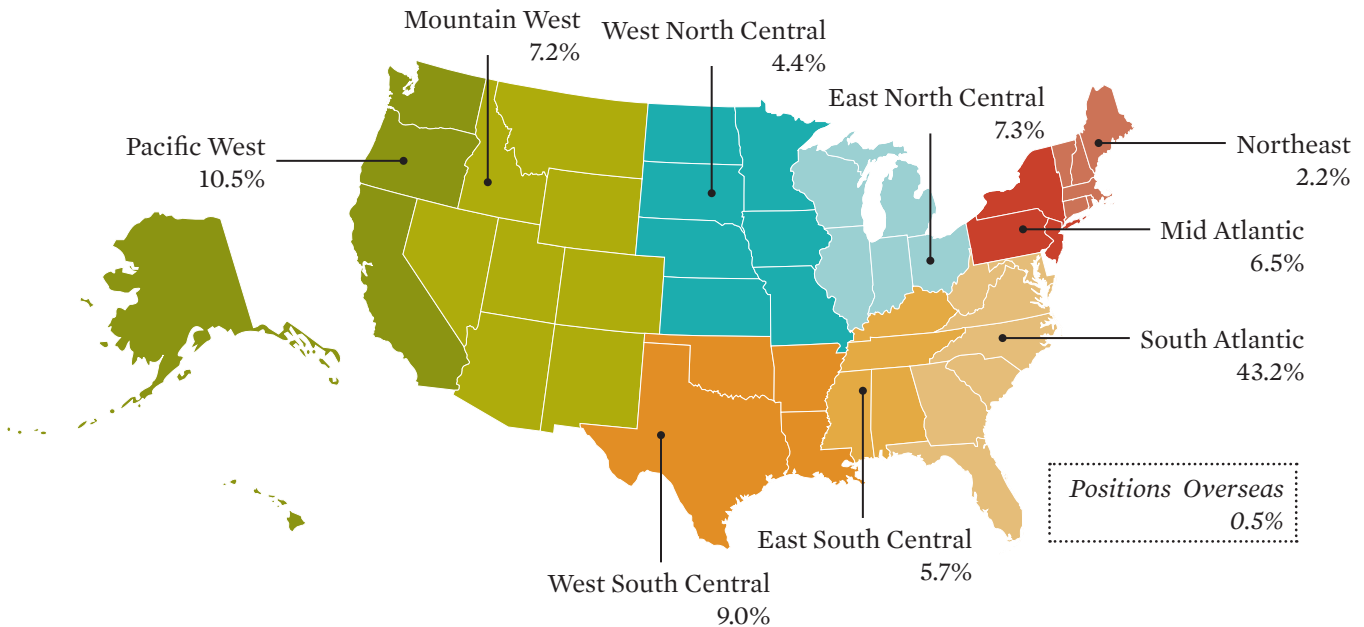 Mountain West
7.2%
West North Central
4.4%
East North Central
7.3%
Pacific West
10.5%
Northeast
2.2%
Mid Atlantic
6.5%
South Atlantic
43.2%
Positions Overseas
0.5%
East South Central
5.7%
West South Central
9.0%